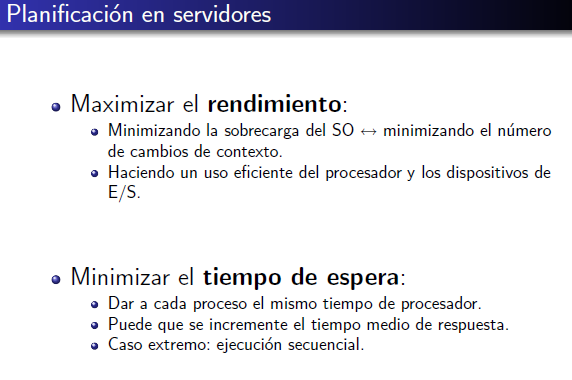 Planificación en servidores
Maximizar el rendimiento:
Minimizando la sobrecarga del SO ↔ minimizando el número
de cambios de contexto.
Haciendo un uso eficiente del procesador y los dispositivos de
E/S.
Minimizar el tiempo de espera:
Dar a cada proceso el mismo tiempo de procesador.
Puede que se incremente el tiempo medio de respuesta.
Caso extremo: ejecución secuencial.